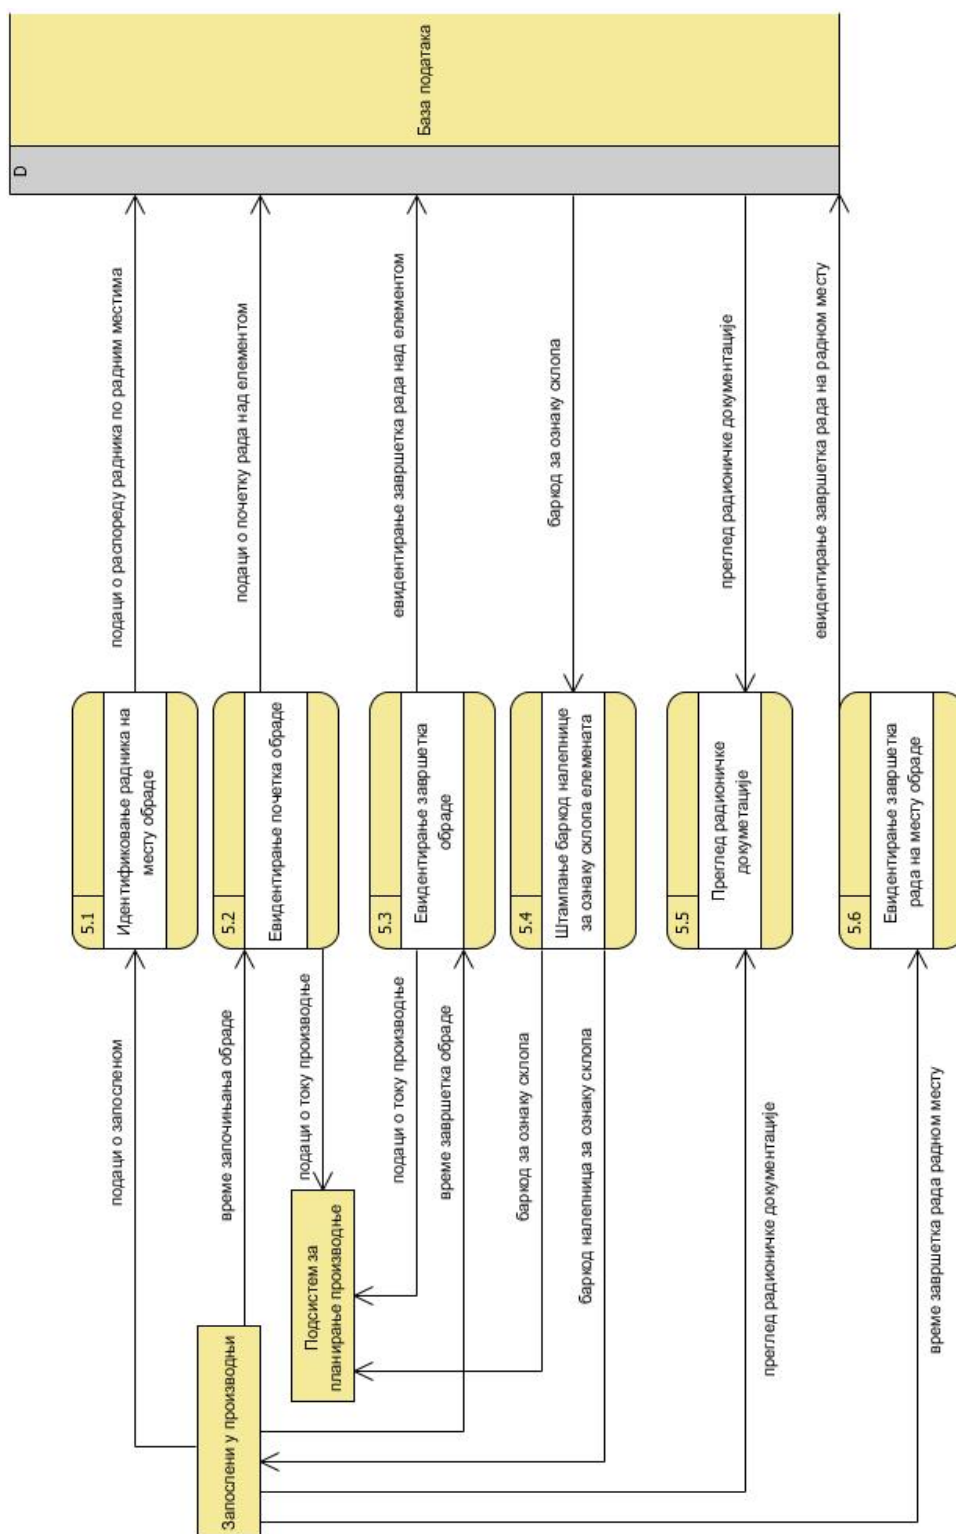 Запослени у производњи
Подсистем за
планирање производње
подаци о запосленом
време започињања обраде
подаци о току производње
подаци о току производње
време завршетка обраде
баркод за ознаку склопа
баркод налепница за ознаку склопа
преглед радионичке документације
време завршетка рада радном месту
5.1
Идентификовање радника на
месту обраде
5.2
Евидентирање почетка обраде
5.3
Евидентирање завршетка
обраде
5.4
Штампање баркод налепнице
за ознаку склопа елемената
5.5
Преглед радионичке
докуметације
5.6
Евидентирање завршетка
рада на месту обраде
подаци о распореду радника по радним местима
подаци о почетку рада над елементом
евидентирање завршетка рада над елементом
баркод за ознаку склопа
преглед радионичке документације
евидентирање завршетка рада на радном месту
D
База података